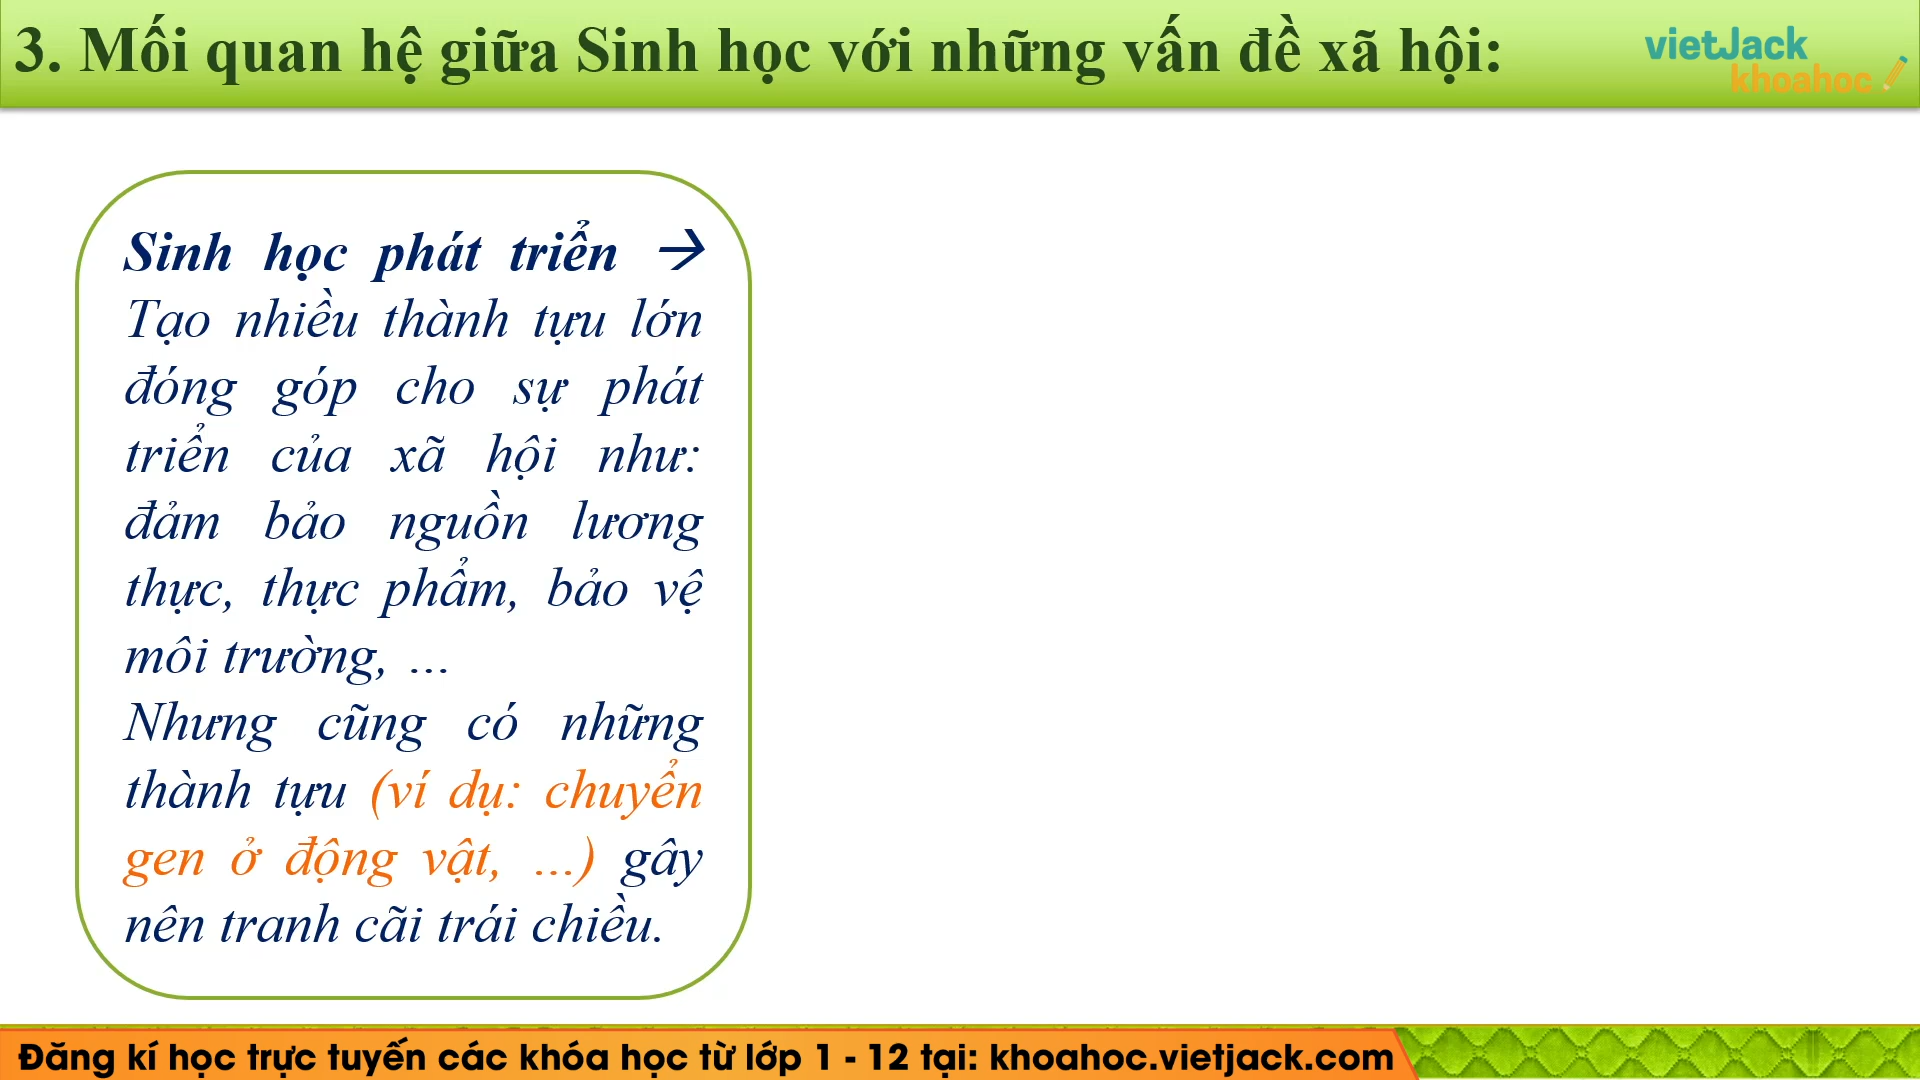 3. Mối quan hệ giữa Sinh học với những vấn đề xã hội:
vietJack
khoahoc
Sinh học phát triển →
Tạo nhiều thành tựu lớn
đóng góp cho sự phát
triển của xã hội như:
đảm bảo nguồn lương
thực, thực phẩm, bảo vệ
môi trường, ...
Nhưng cũng có những
thành tựu (ví dụ: chuyển
gen ở động vật, ...) gây
nên tranh cãi trái chiều.
Đăng kí học trực tuyến các khóa học từ lớp 1 - 12 tại: khoahoc.vietjack.com